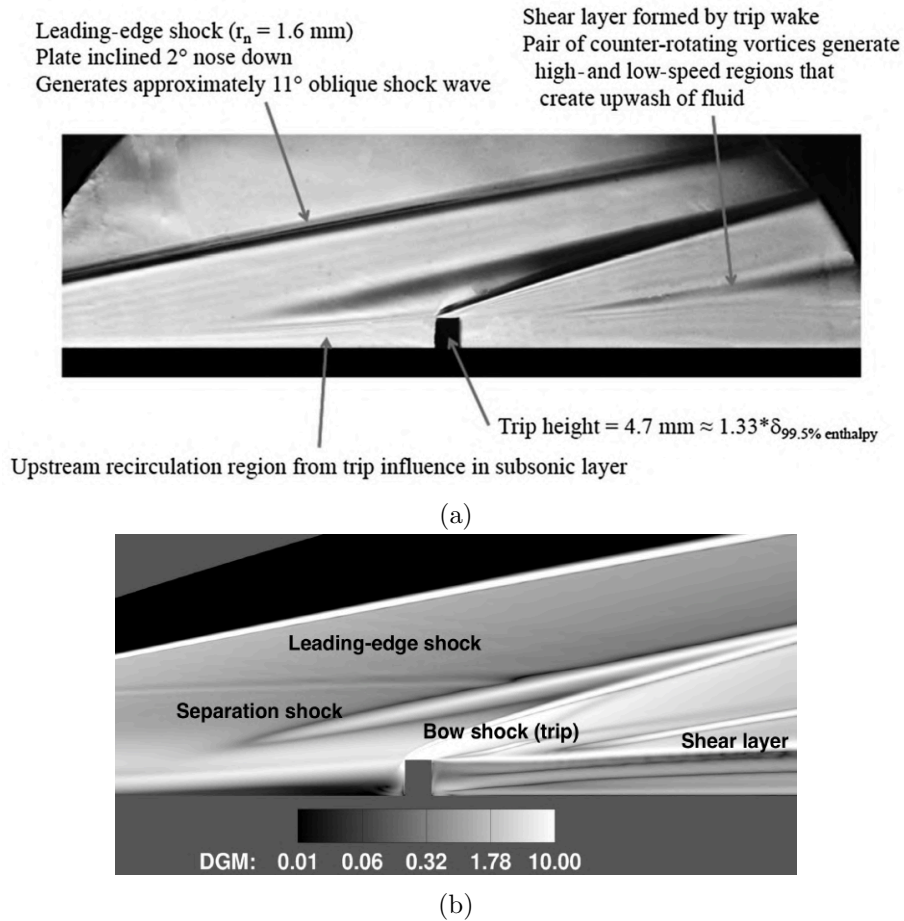 Leading-edge shock (rn = 1.6 mm)
Plate inclined 2° nose down
Generates approximately 11° oblique shock wave
Shear layer formed by trip wake
Pair of counter-rotating vortices generate
high-and low-speed regions that
create upwash of fluid
Trip height = 4.7 mm ≈ 1.33*δ99.5% enthalpy
Upstream recirculation region from trip influence in subsonic layer
(a)
Leading-edge shock
Separation shock
Bow shock (trip)
Shear layer
DGM: 0.01 0.06 0.32 1.78 10.00
(b)